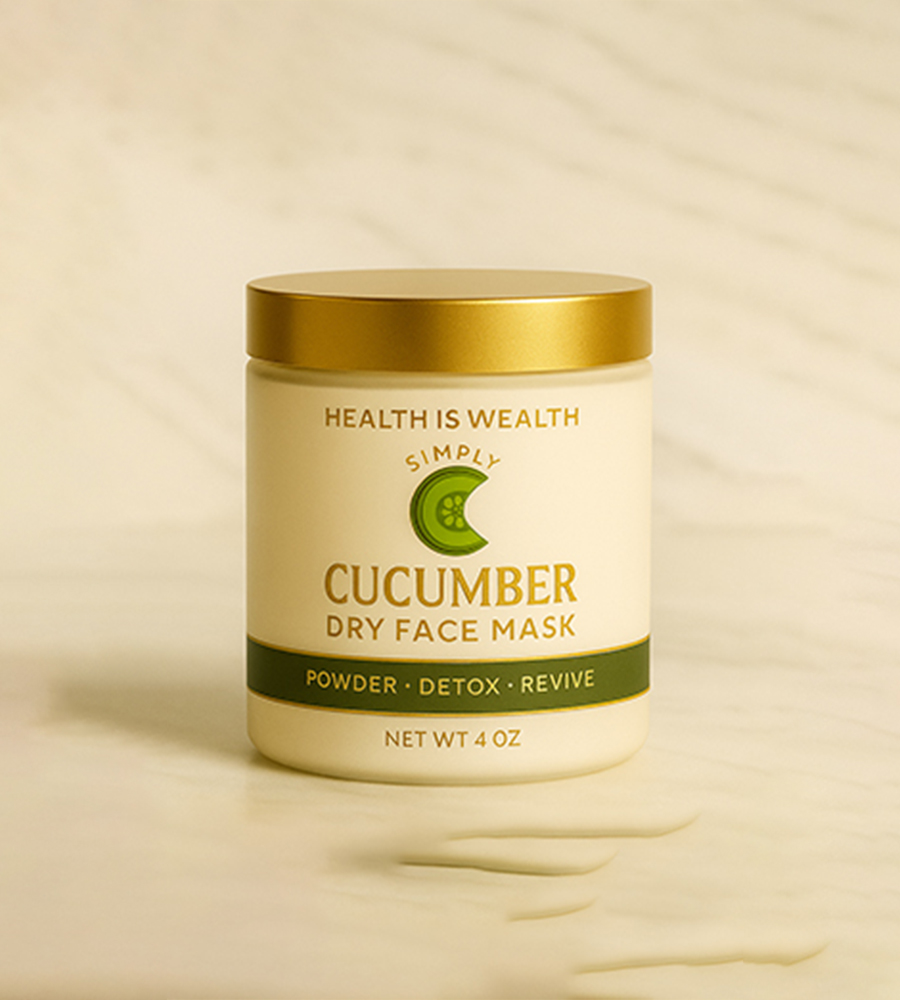 HEALTH IS WEALTH
SIMPLY
CUCUMBER
DRY FACE MASK
POWDER · DETOX · REVIVE
NET WT 4 OZ